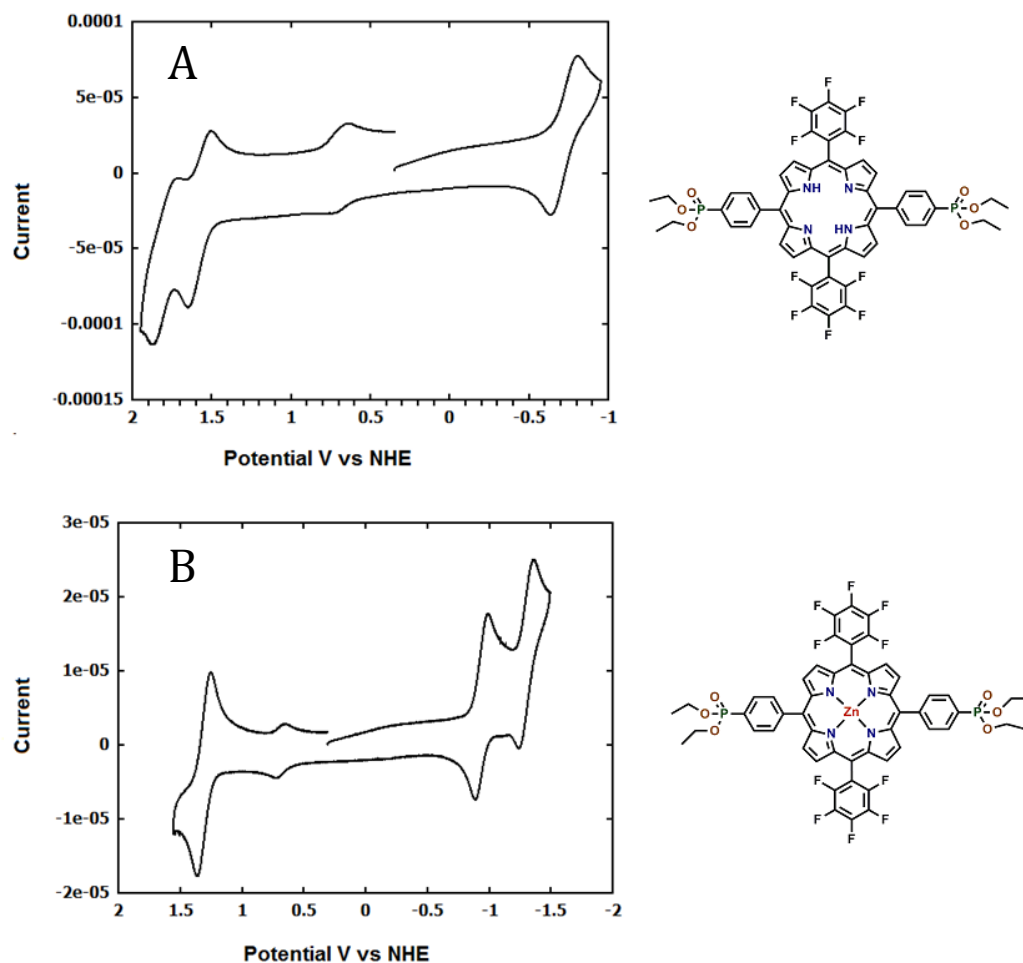 A
0.0001
5e-05
0
-5e-05
-0.0001
-0.00015
2 1.5 1 0.5 0 -0.5 -1
Current
Potential V vs NHE
F F F F F
NH N
N HN
O P O O
O P O O
F F F F F
B
3e-05
2e-05
1e-05
0
-1e-05
-2e-05
2 1.5 1 0.5 0 -0.5 -1 -1.5 -2
Current
Potential V vs NHE
F F F F F
N N
Zn
N N
O P O O
O P O O
F F F F F